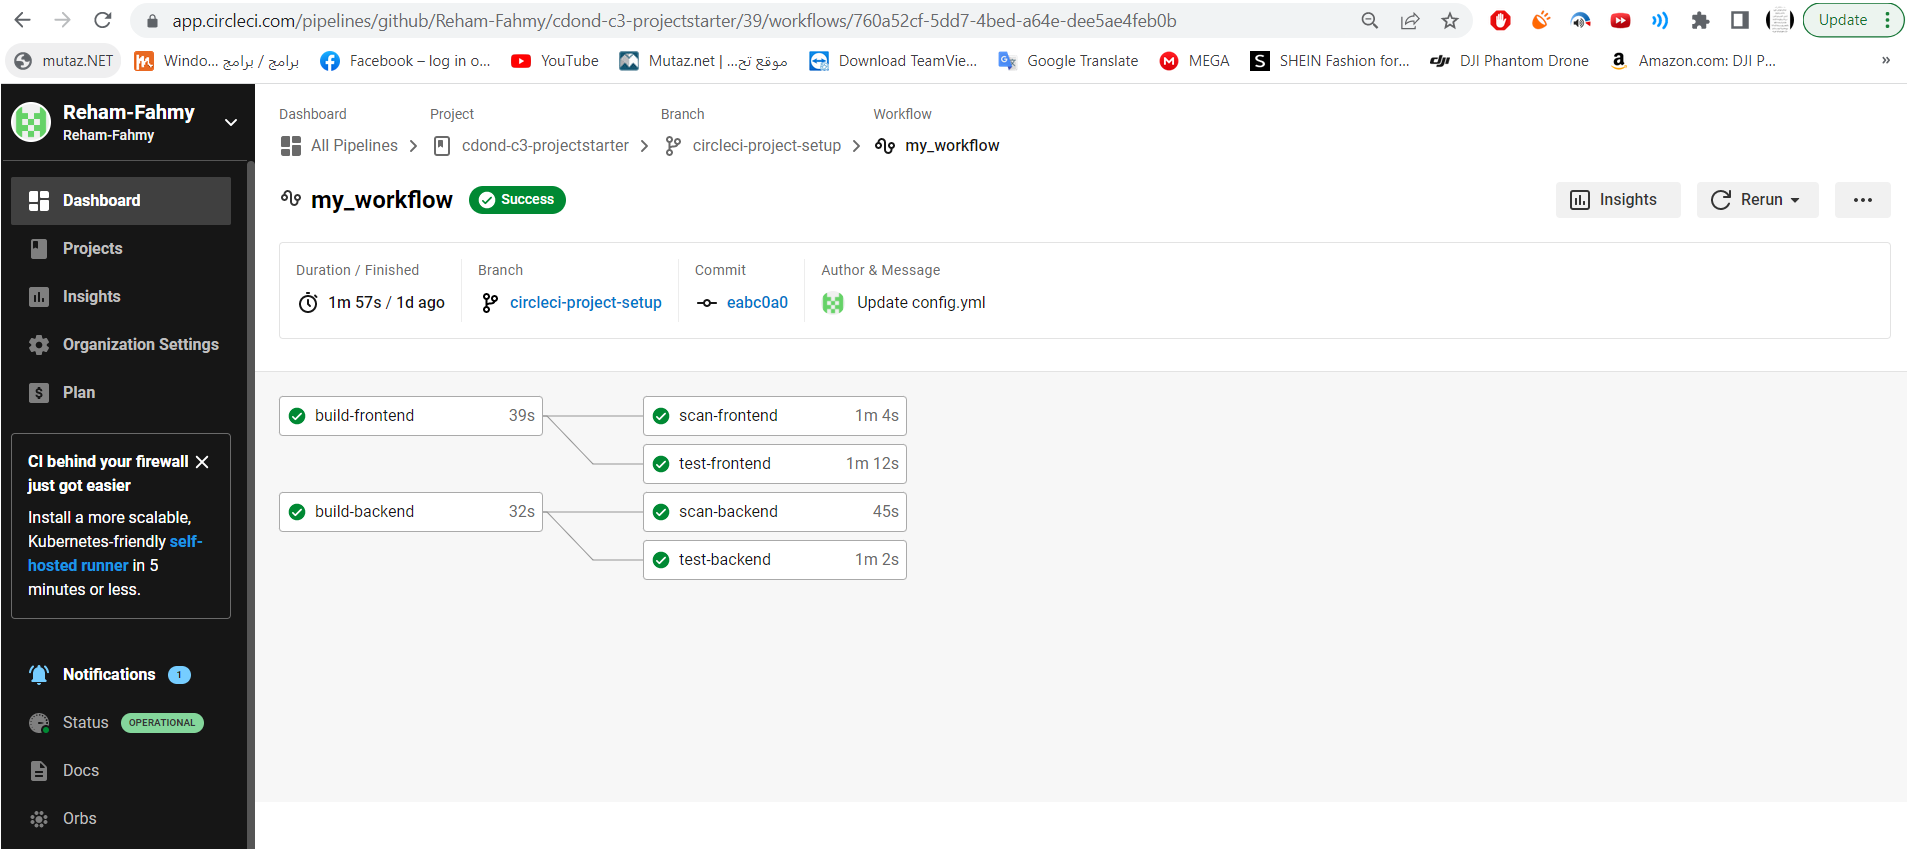 app.circleci.com/pipelines/github/Reham-Fahmy/cdond-c3-projectstarter/39/workflows/760a52cf-5dd7-4bed-a64e-dee5ae4feb0b
Update
mutaz.NET
Windo... برامج / برامج
Facebook – log in o...
YouTube
Mutaz.net | موقع تح...
Download TeamVie...
Google Translate
MEGA
SHEIN Fashion for...
DJI Phantom Drone
Amazon.com: DJI P...
»
Reham-Fahmy
Reham-Fahmy
Dashboard
Projects
Insights
Organization Settings
Plan
CI behind your firewall
just got easier
Install a more scalable,
Kubernetes-friendly self-
hosted runner in 5
minutes or less.
Notifications 1
Status OPERATIONAL
Docs
Orbs
Dashboard
Project
Branch
Workflow
All Pipelines
cdond-c3-projectstarter
circleci-project-setup
my_workflow
my_workflow
Success
Insights
Rerun
Duration / Finished
1m 57s / 1d ago
Branch
circleci-project-setup
Commit
eabc0a0
Author & Message
Update config.yml
build-frontend 39s
scan-frontend 1m 4s
test-frontend 1m 12s
build-backend 32s
scan-backend 45s
test-backend 1m 2s